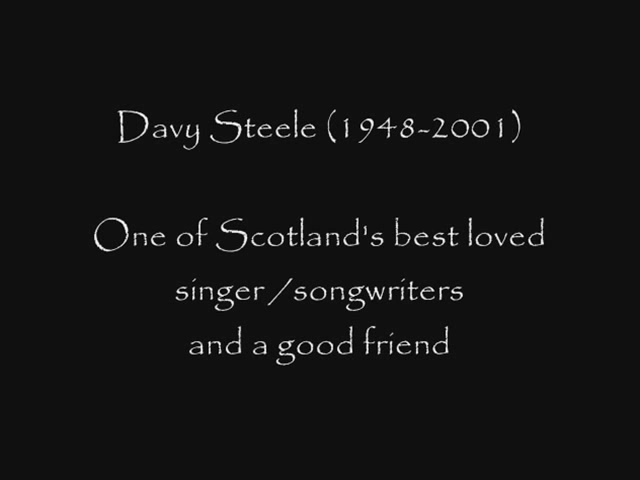 Davy Steele (1948-2001)
One of Scotland's best loved
singer/songwriters
and a good friend